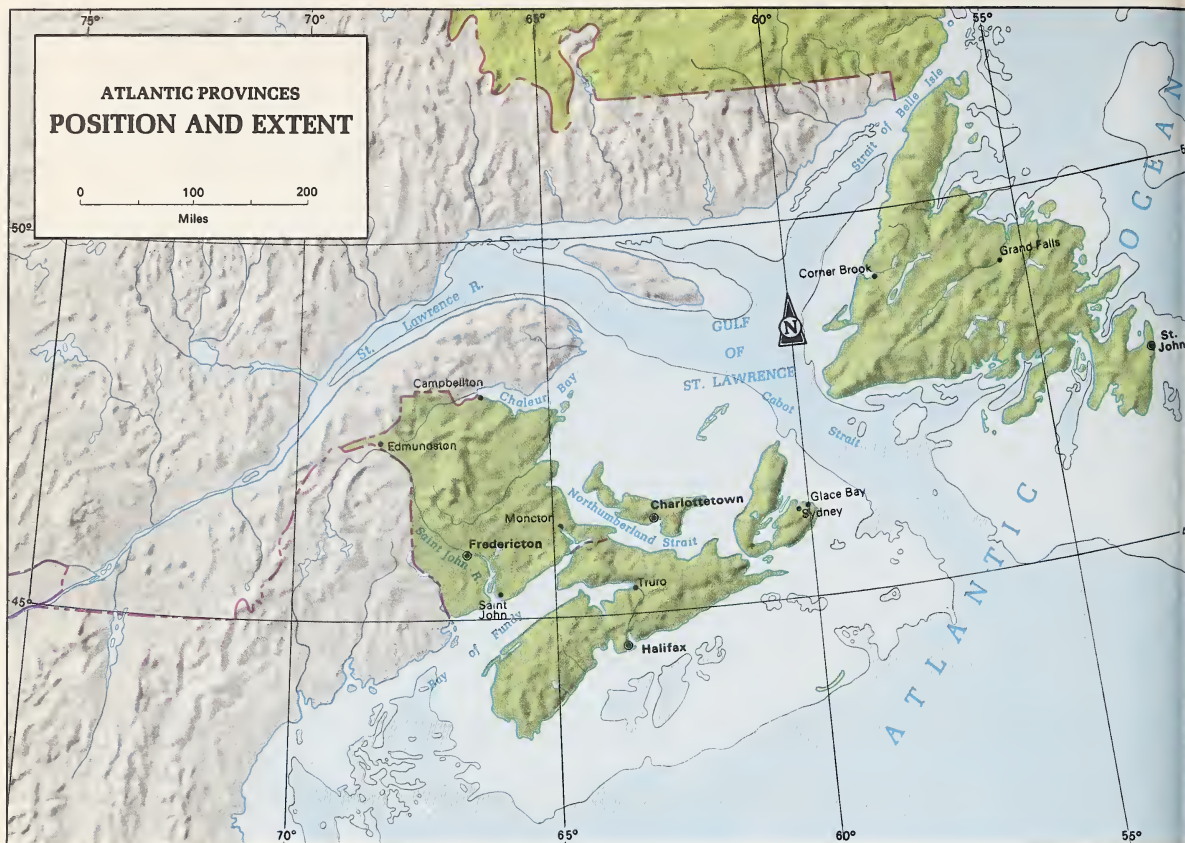 75°
70°
65°
60°
55°
ATLANTIC PROVINCES
POSITION AND EXTENT
0 100 200
Miles
50°
Strait of Belle Isle
OCEAN
Grand Falls
Corner Brook
St. Lawrence R.
N
GULF
OF
ST. LAWRENCE
St.
John
Campbellton
Chaleur Bay
Cabot
Strait
Edmundston
Charlottetown
Glace Bay
Sydney
Northumberland Strait
Moncton
Saint John R.
Fredericton
Truro
45°
Saint
John
Bay of Fundy
Halifax
ATLANTIC
70°
65°
60°
55°